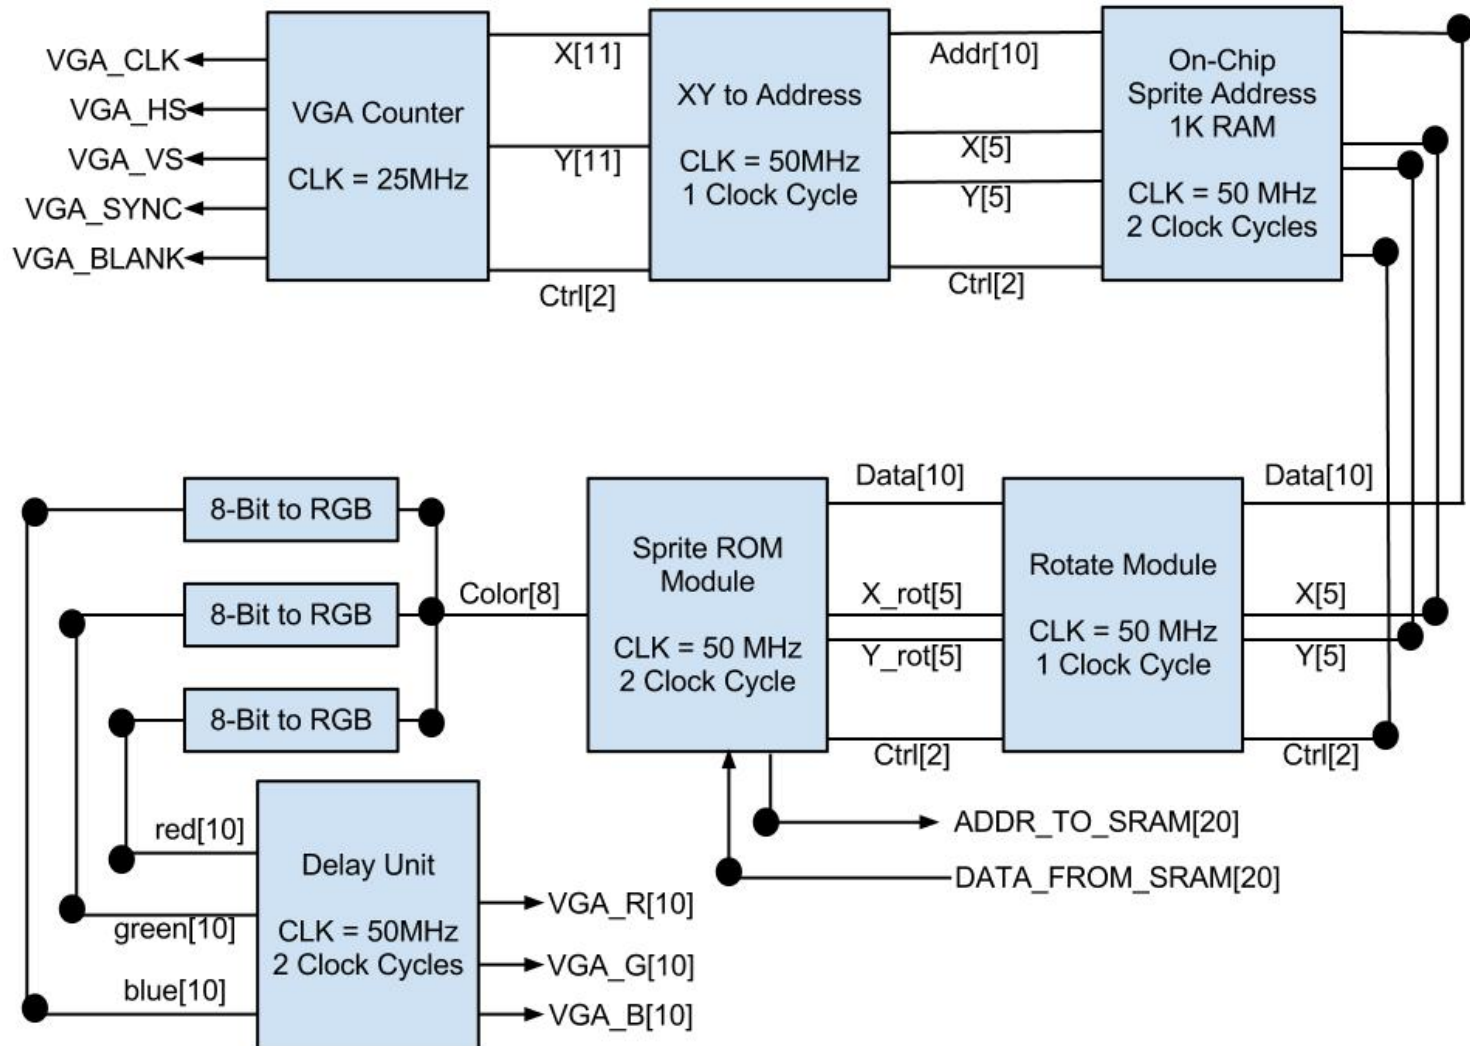 VGA_CLK
VGA_HS
VGA_VS
VGA_SYNC
VGA_BLANK
VGA Counter
CLK = 25MHz
X[11]
Y[11]
Ctrl[2]
XY to Address
CLK = 50MHz
1 Clock Cycle
Addr[10]
X[5]
Y[5]
Ctrl[2]
On-Chip
Sprite Address
1K RAM
CLK = 50 MHz
2 Clock Cycles
8-Bit to RGB
8-Bit to RGB
8-Bit to RGB
Color[8]
Sprite ROM
Module
CLK = 50 MHz
2 Clock Cycle
Data[10]
X_rot[5]
Y_rot[5]
Ctrl[2]
Rotate Module
CLK = 50 MHz
1 Clock Cycle
Data[10]
X[5]
Y[5]
Ctrl[2]
ADDR_TO_SRAM[20]
DATA_FROM_SRAM[20]
red[10]
green[10]
blue[10]
Delay Unit
CLK = 50MHz
2 Clock Cycles
VGA_R[10]
VGA_G[10]
VGA_B[10]